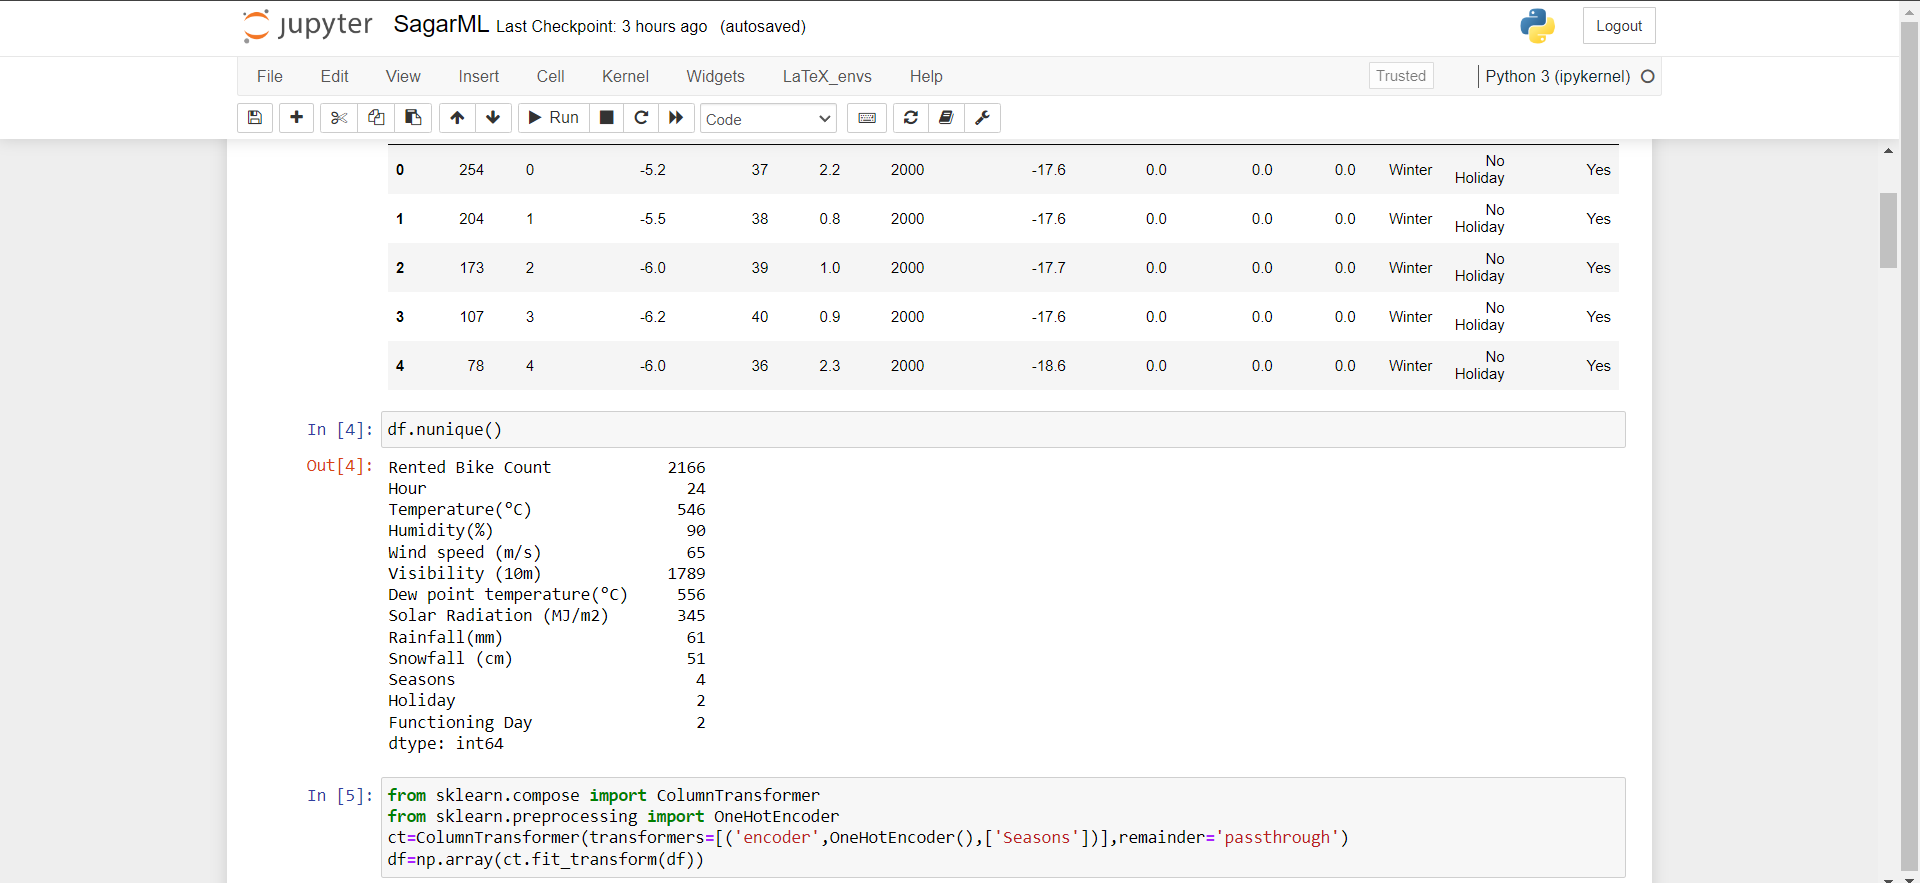 jupyter SagarML Last Checkpoint: 3 hours ago (autosaved) Logout
File Edit View Insert Cell Kernel Widgets LaTeX_envs Help Trusted Python 3 (ipykernel)
Run Code
0 254 0 -5.2 37 2.2 2000 -17.6 0.0 0.0 0.0 Winter No Holiday Yes
1 204 1 -5.5 38 0.8 2000 -17.6 0.0 0.0 0.0 Winter No Holiday Yes
2 173 2 -6.0 39 1.0 2000 -17.7 0.0 0.0 0.0 Winter No Holiday Yes
3 107 3 -6.2 40 0.9 2000 -17.6 0.0 0.0 0.0 Winter No Holiday Yes
4 78 4 -6.0 36 2.3 2000 -18.6 0.0 0.0 0.0 Winter No Holiday Yes
In [4]: df.nunique()
Out[4]: Rented Bike Count 2166
Hour 24
Temperature(°C) 546
Humidity(%) 90
Wind speed (m/s) 65
Visibility (10m) 1789
Dew point temperature(°C) 556
Solar Radiation (MJ/m2) 345
Rainfall(mm) 61
Snowfall (cm) 51
Seasons 4
Holiday 2
Functioning Day 2
dtype: int64
In [5]: from sklearn.compose import ColumnTransformer
from sklearn.preprocessing import OneHotEncoder
ct=ColumnTransformer(transformers=[('encoder',OneHotEncoder(),['Seasons'])],remainder='passthrough')
df=np.array(ct.fit_transform(df))